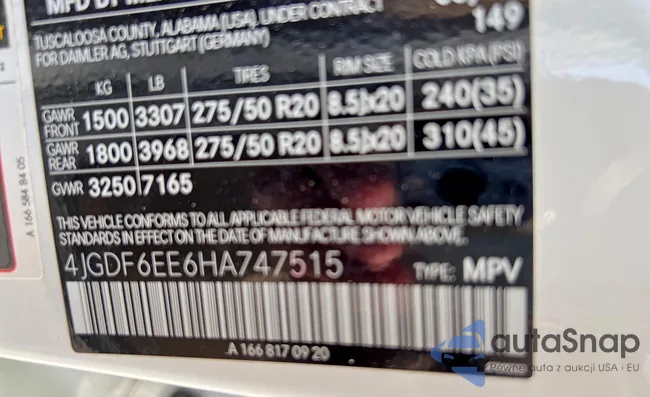 149
TUSCALOOSA COUNTY, ALABAMA (USA), UNDER CONTRACT
FOR DAIMLER AG, STUTTGART (GERMANY)
KG LB TIRES RIM SIZE COLD KPA (PSI)
GAWR FRONT 1500 3307 275/50 R20 8.5Jx20 240(35)
GAWR REAR 1800 3968 275/50 R20 8.5Jx20 310(45)
GVWR 3250 7165
THIS VEHICLE CONFORMS TO ALL APPLICABLE FEDERAL MOTOR VEHICLE SAFETY
STANDARDS IN EFFECT ON THE DATE OF MANUFACTURE SHOWN ABOVE.
4JGDF6EE6HA747515 TYPE: MPV
A 166 817 09 20
A 166 584 84 05
autaSnap
Pewne auta z aukcji USA i EU